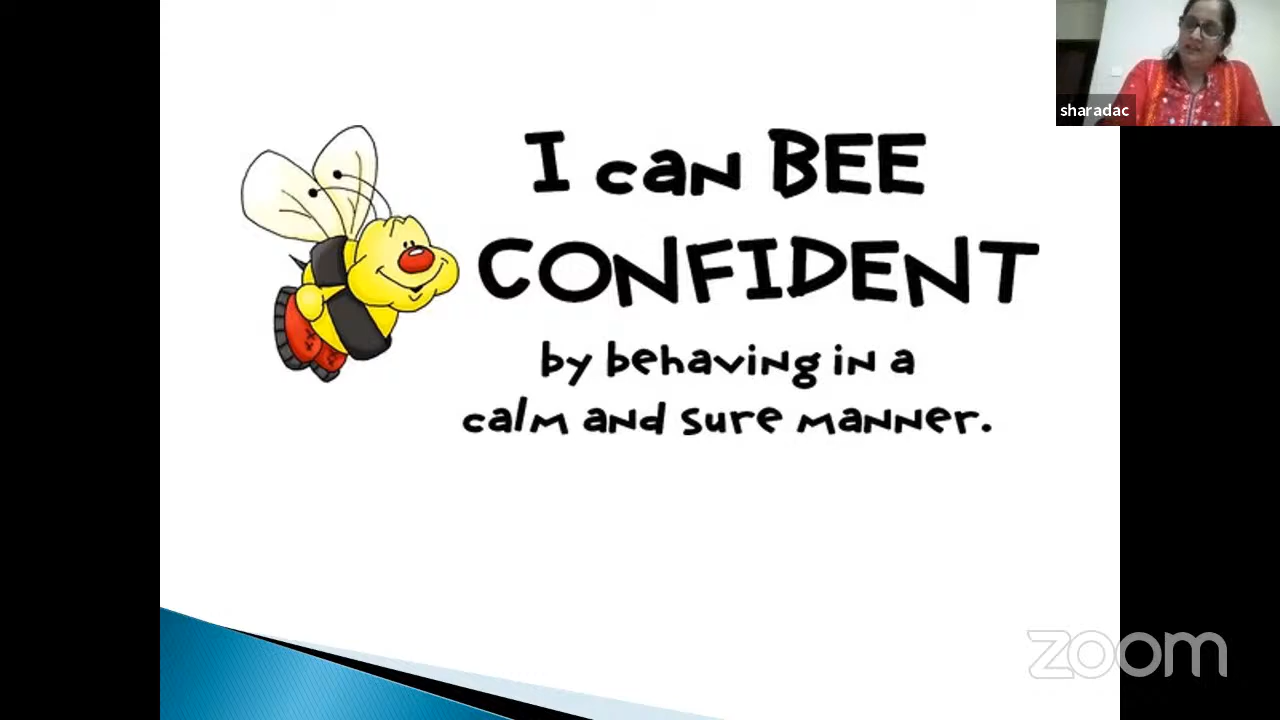 sharadac
I can BEE
CONFIDENT
by behaving in a
calm and sure manner.
zoom